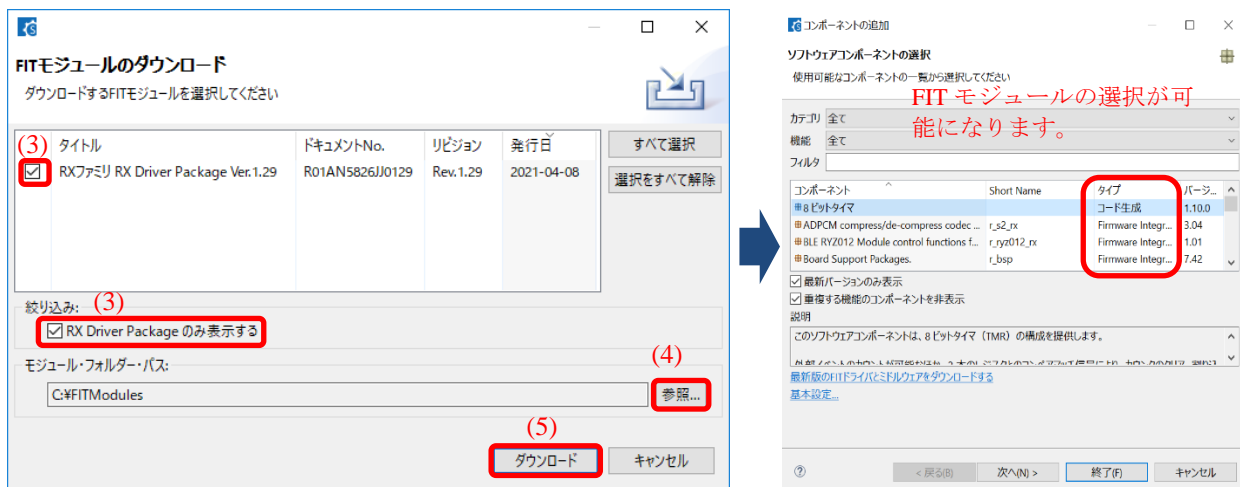 FITモジュールのダウンロード
ダウンロードするFITモジュールを選択してください
(3)
タイトル ドキュメントNo. リビジョン 発行日
RXファミリ RX Driver Package Ver.1.29 R01AN5826JJ0129 Rev.1.29 2021-04-08
すべて選択
選択をすべて解除
絞り込み:
(3)
RX Driver Package のみ表示する
モジュール・フォルダー・パス:
(4)
C:¥FITModules
参照...
(5)
ダウンロード
キャンセル
コンポーネントの追加
ソフトウェアコンポーネントの選択
使用可能なコンポーネントの一覧から選択してください
FIT モジュールの選択が可
能になります。
カテゴリ 全て
機能 全て
フィルタ
コンポーネント Short Name タイプ バージ...
8 ビットタイマ コード生成 1.10.0
ADPCM compress/de-compress codec ... r_s2_rx Firmware Integr... 3.04
BLE RYZ012 Module control functions f... r_ryz012_rx Firmware Integr... 1.01
Board Support Packages. r_bsp Firmware Integr... 7.42
最新バージョンのみ表示
重複する機能のコンポーネントを非表示
説明
このソフトウェアコンポーネントは、8 ビットタイマ（TMR）の構成を提供します。
最新版のFITドライバとミドルウェアをダウンロードする
基本設定...
< 戻る(B)
次へ(N) >
終了(F)
キャンセル